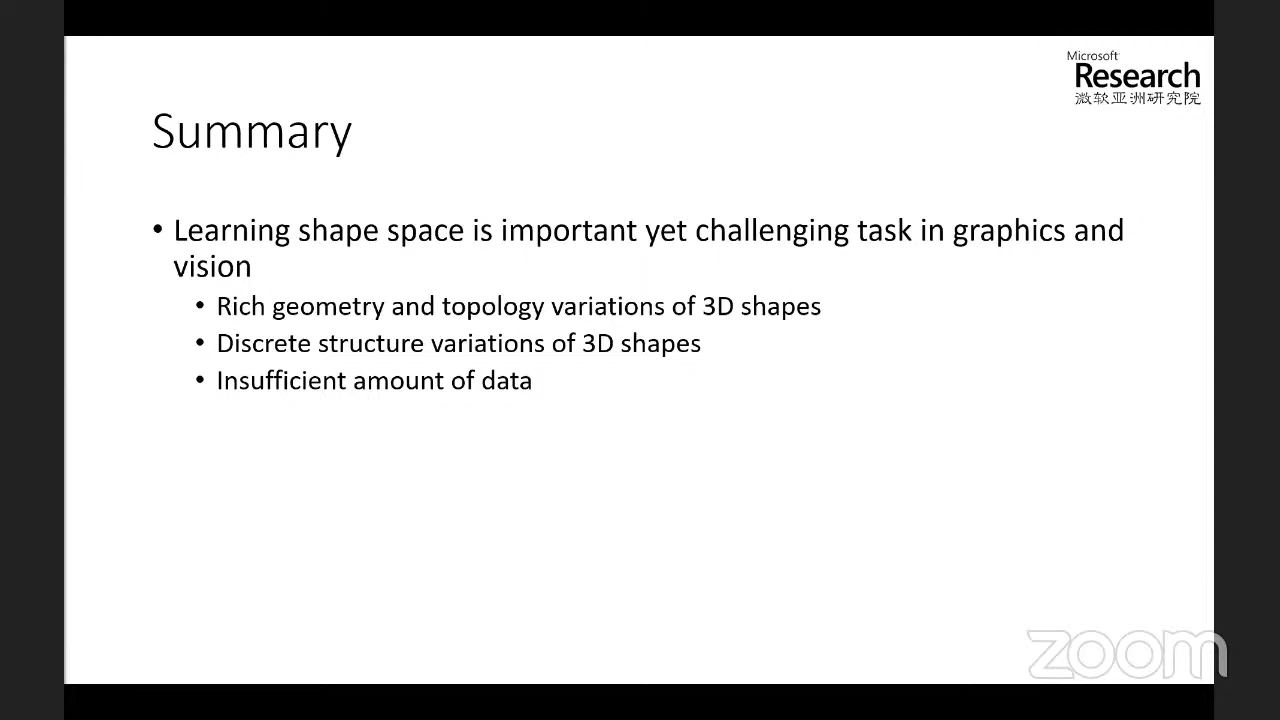 Microsoft
Research
微软亚洲研究院
Summary
• Learning shape space is important yet challenging task in graphics and
vision
• Rich geometry and topology variations of 3D shapes
• Discrete structure variations of 3D shapes
• Insufficient amount of data
zoom